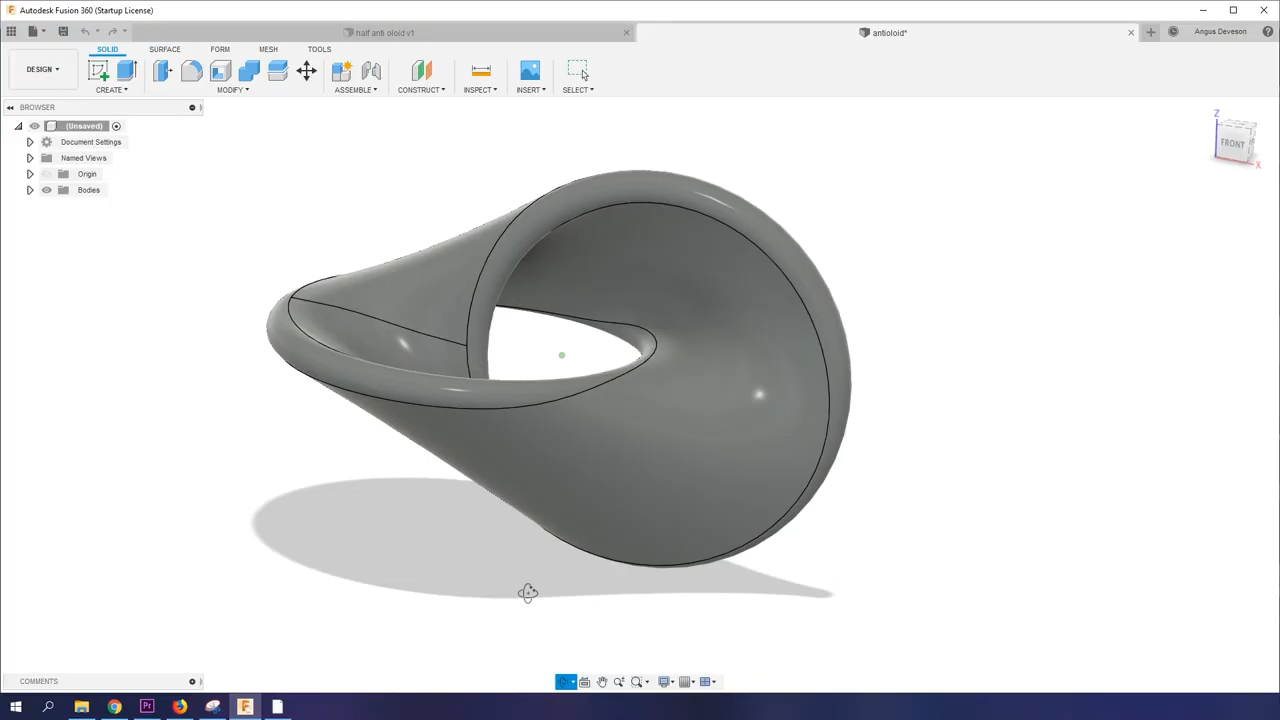 Autodesk Fusion 360 (Startup License)
half anti oloid v1
antioloid*
Angus Deveson
DESIGN
SOLID SURFACE FORM MESH TOOLS
CREATE MODIFY ASSEMBLE CONSTRUCT INSPECT INSERT SELECT
BROWSER
(Unsaved)
Document Settings
Named Views
Origin
Bodies
Z
FRONT
X
COMMENTS
Pr
F